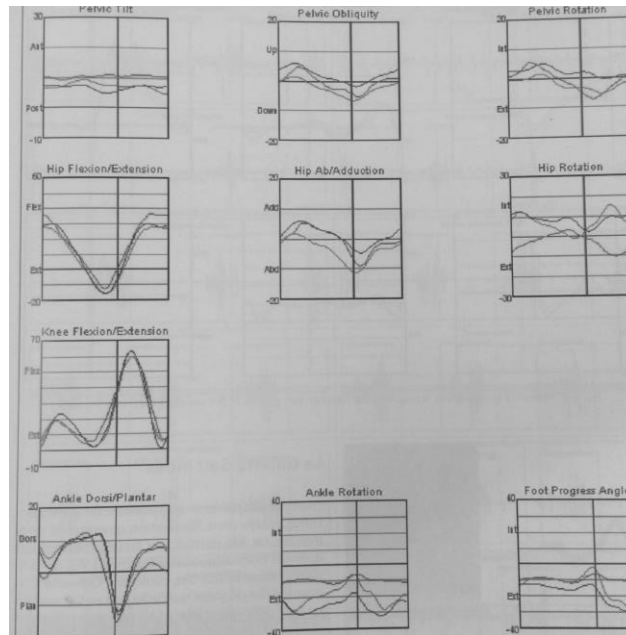 Pelvic Tilt Pelvic Obliquity Pelvic Rotation
30 20 20
Ant Up Int
Post Down Ext
-10 -20 -20
Hip Flexion/Extension Hip Ab/Adduction Hip Rotation
60 20 30
Flex Add Int
Ext Abd Ext
-20 -20 -30
Knee Flexion/Extension
70
Flex
Ext
-10
Ankle Dorsi/Plantar Ankle Rotation Foot Progress Angle
40 40
Dors Int Int
Plan Ext Ext
-40 -40